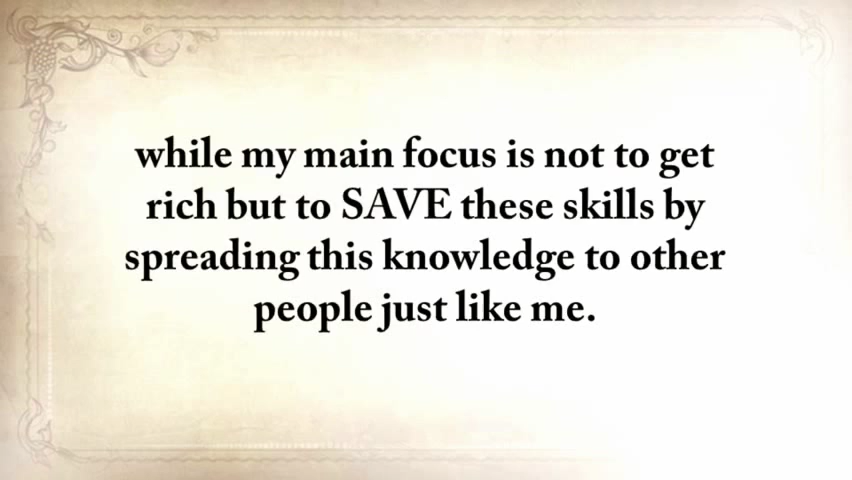 while my main focus is not to get
rich but to SAVE these skills by
spreading this knowledge to other
people just like me.